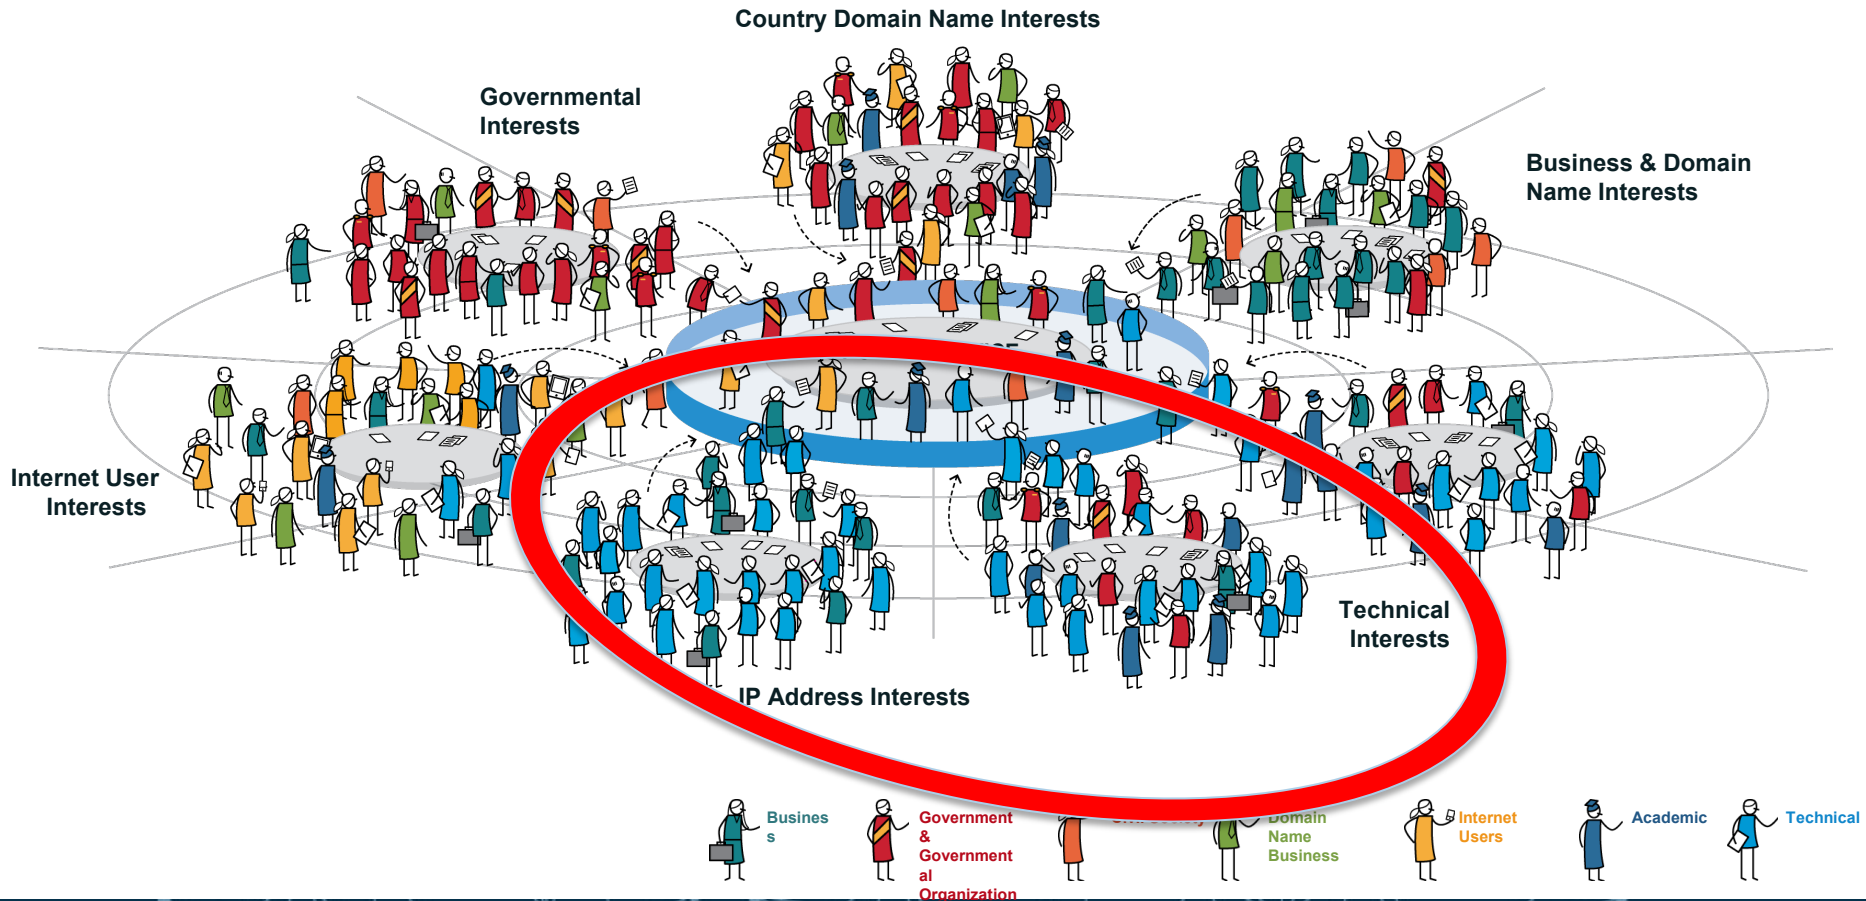 Country Domain Name Interests
Governmental
Interests
Business & Domain
Name Interests
Internet User
Interests
Technical
Interests
IP Address Interests
Busines
s
Government
&
Government
al
Organization
Domain
Name
Business
Internet
Users
Academic
Technical